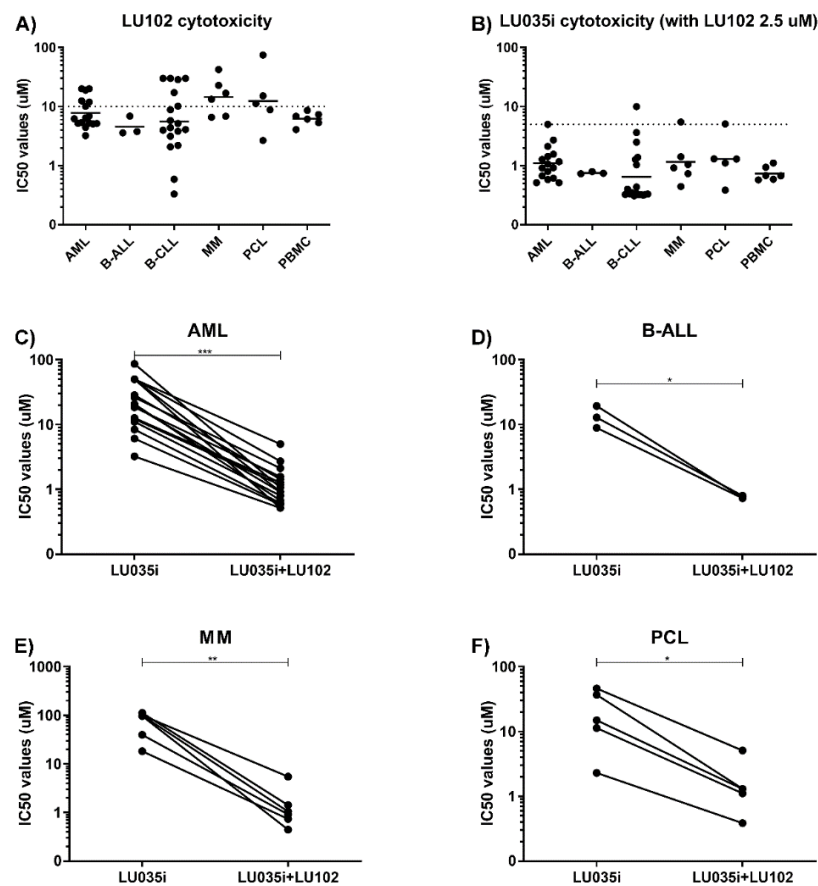 A)
LU102 cytotoxicity
IC50 values (uM)
100
10
1
0
AML
B-ALL
B-CLL
MM
PCL
PBMC
B)
LU035i cytotoxicity (with LU102 2.5 uM)
IC50 values (uM)
100
10
1
0
AML
B-ALL
B-CLL
MM
PCL
PBMC
C)
AML
***
IC50 values (uM)
100
10
1
0
LU035i
LU035i+LU102
D)
B-ALL
*
IC50 values (uM)
100
10
1
0
LU035i
LU035i+LU102
E)
MM
**
IC50 values (uM)
1000
100
10
1
0
LU035i
LU035i+LU102
F)
PCL
*
IC50 values (uM)
100
10
1
0
LU035i
LU035i+LU102